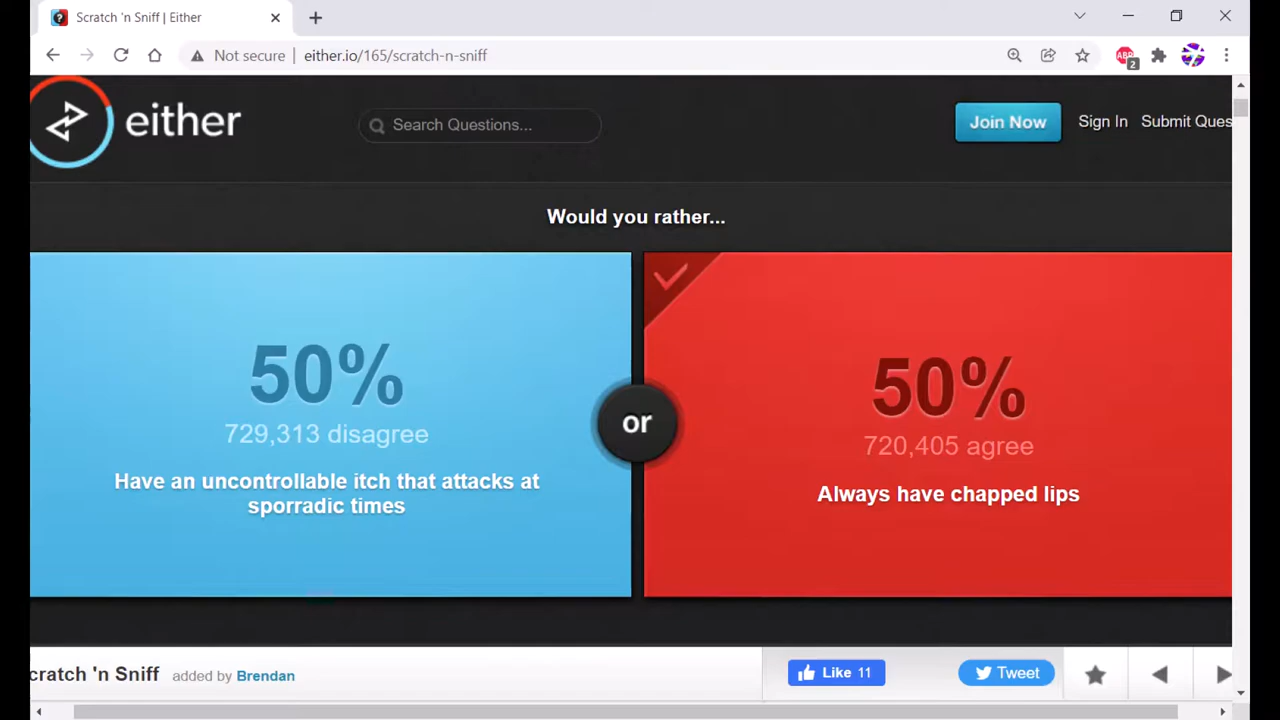 Scratch 'n Sniff | Either
Not secure | either.io/165/scratch-n-sniff
ABP
2
either
Search Questions...
Join Now
Sign In
Submit Ques
Would you rather...
50%
729,313 disagree
Have an uncontrollable itch that attacks at
sporradic times
or
50%
720,405 agree
Always have chapped lips
cratch 'n Sniff added by Brendan
Like 11
Tweet